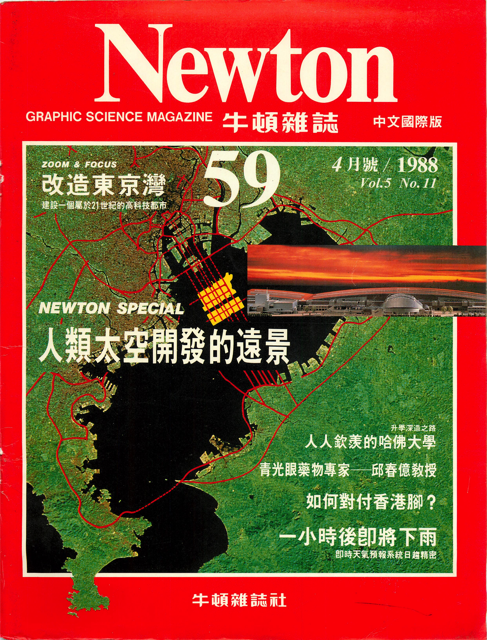 Newton
GRAPHIC SCIENCE MAGAZINE 牛頓雜誌 中文國際版
ZOOM & FOCUS
改造東京灣
建設一個屬於21世紀的高科技都市
59
4月號 / 1988
Vol.5 No.11
NEWTON SPECIAL
人類太空開發的遠景
升學深造之路
人人欽羨的哈佛大學
青光眼藥物專家──邱春億教授
如何對付香港腳？
一小時後卽將下雨
即時天氣預報系統日趨精密
牛頓雜誌社